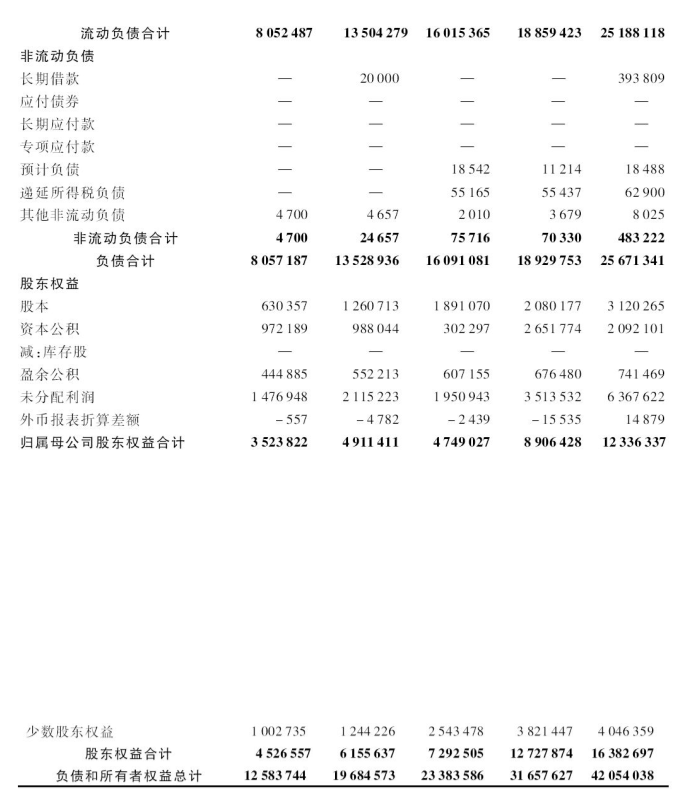 流动负债合计 8 052 487 13 504 279 16 015 365 18 859 423 25 188 118
非流动负债
长期借款 — 20 000 — — 393 809
应付债券 — — — — —
长期应付款 — — — — —
专项应付款 — — — — —
预计负债 — — 18 542 11 214 18 488
递延所得税负债 — — 55 165 55 437 62 900
其他非流动负债 4 700 4 657 2 010 3 679 8 025
非流动负债合计 4 700 24 657 75 716 70 330 483 222
负债合计 8 057 187 13 528 936 16 091 081 18 929 753 25 671 341
股东权益
股本 630 357 1 260 713 1 891 070 2 080 177 3 120 265
资本公积 972 189 988 044 302 297 2 651 774 2 092 101
减:库存股 — — — — —
盈余公积 444 885 552 213 607 155 676 480 741 469
未分配利润 1 476 948 2 115 223 1 950 943 3 513 532 6 367 622
外币报表折算差额 -557 -4 782 -2 439 -15 535 14 879
归属母公司股东权益合计 3 523 822 4 911 411 4 749 027 8 906 428 12 336 337
少数股东权益 1 002 735 1 244 226 2 543 478 3 821 447 4 046 359
股东权益合计 4 526 557 6 155 637 7 292 505 12 727 874 16 382 697
负债和所有者权益总计 12 583 744 19 684 573 23 383 586 31 657 627 42 054 038